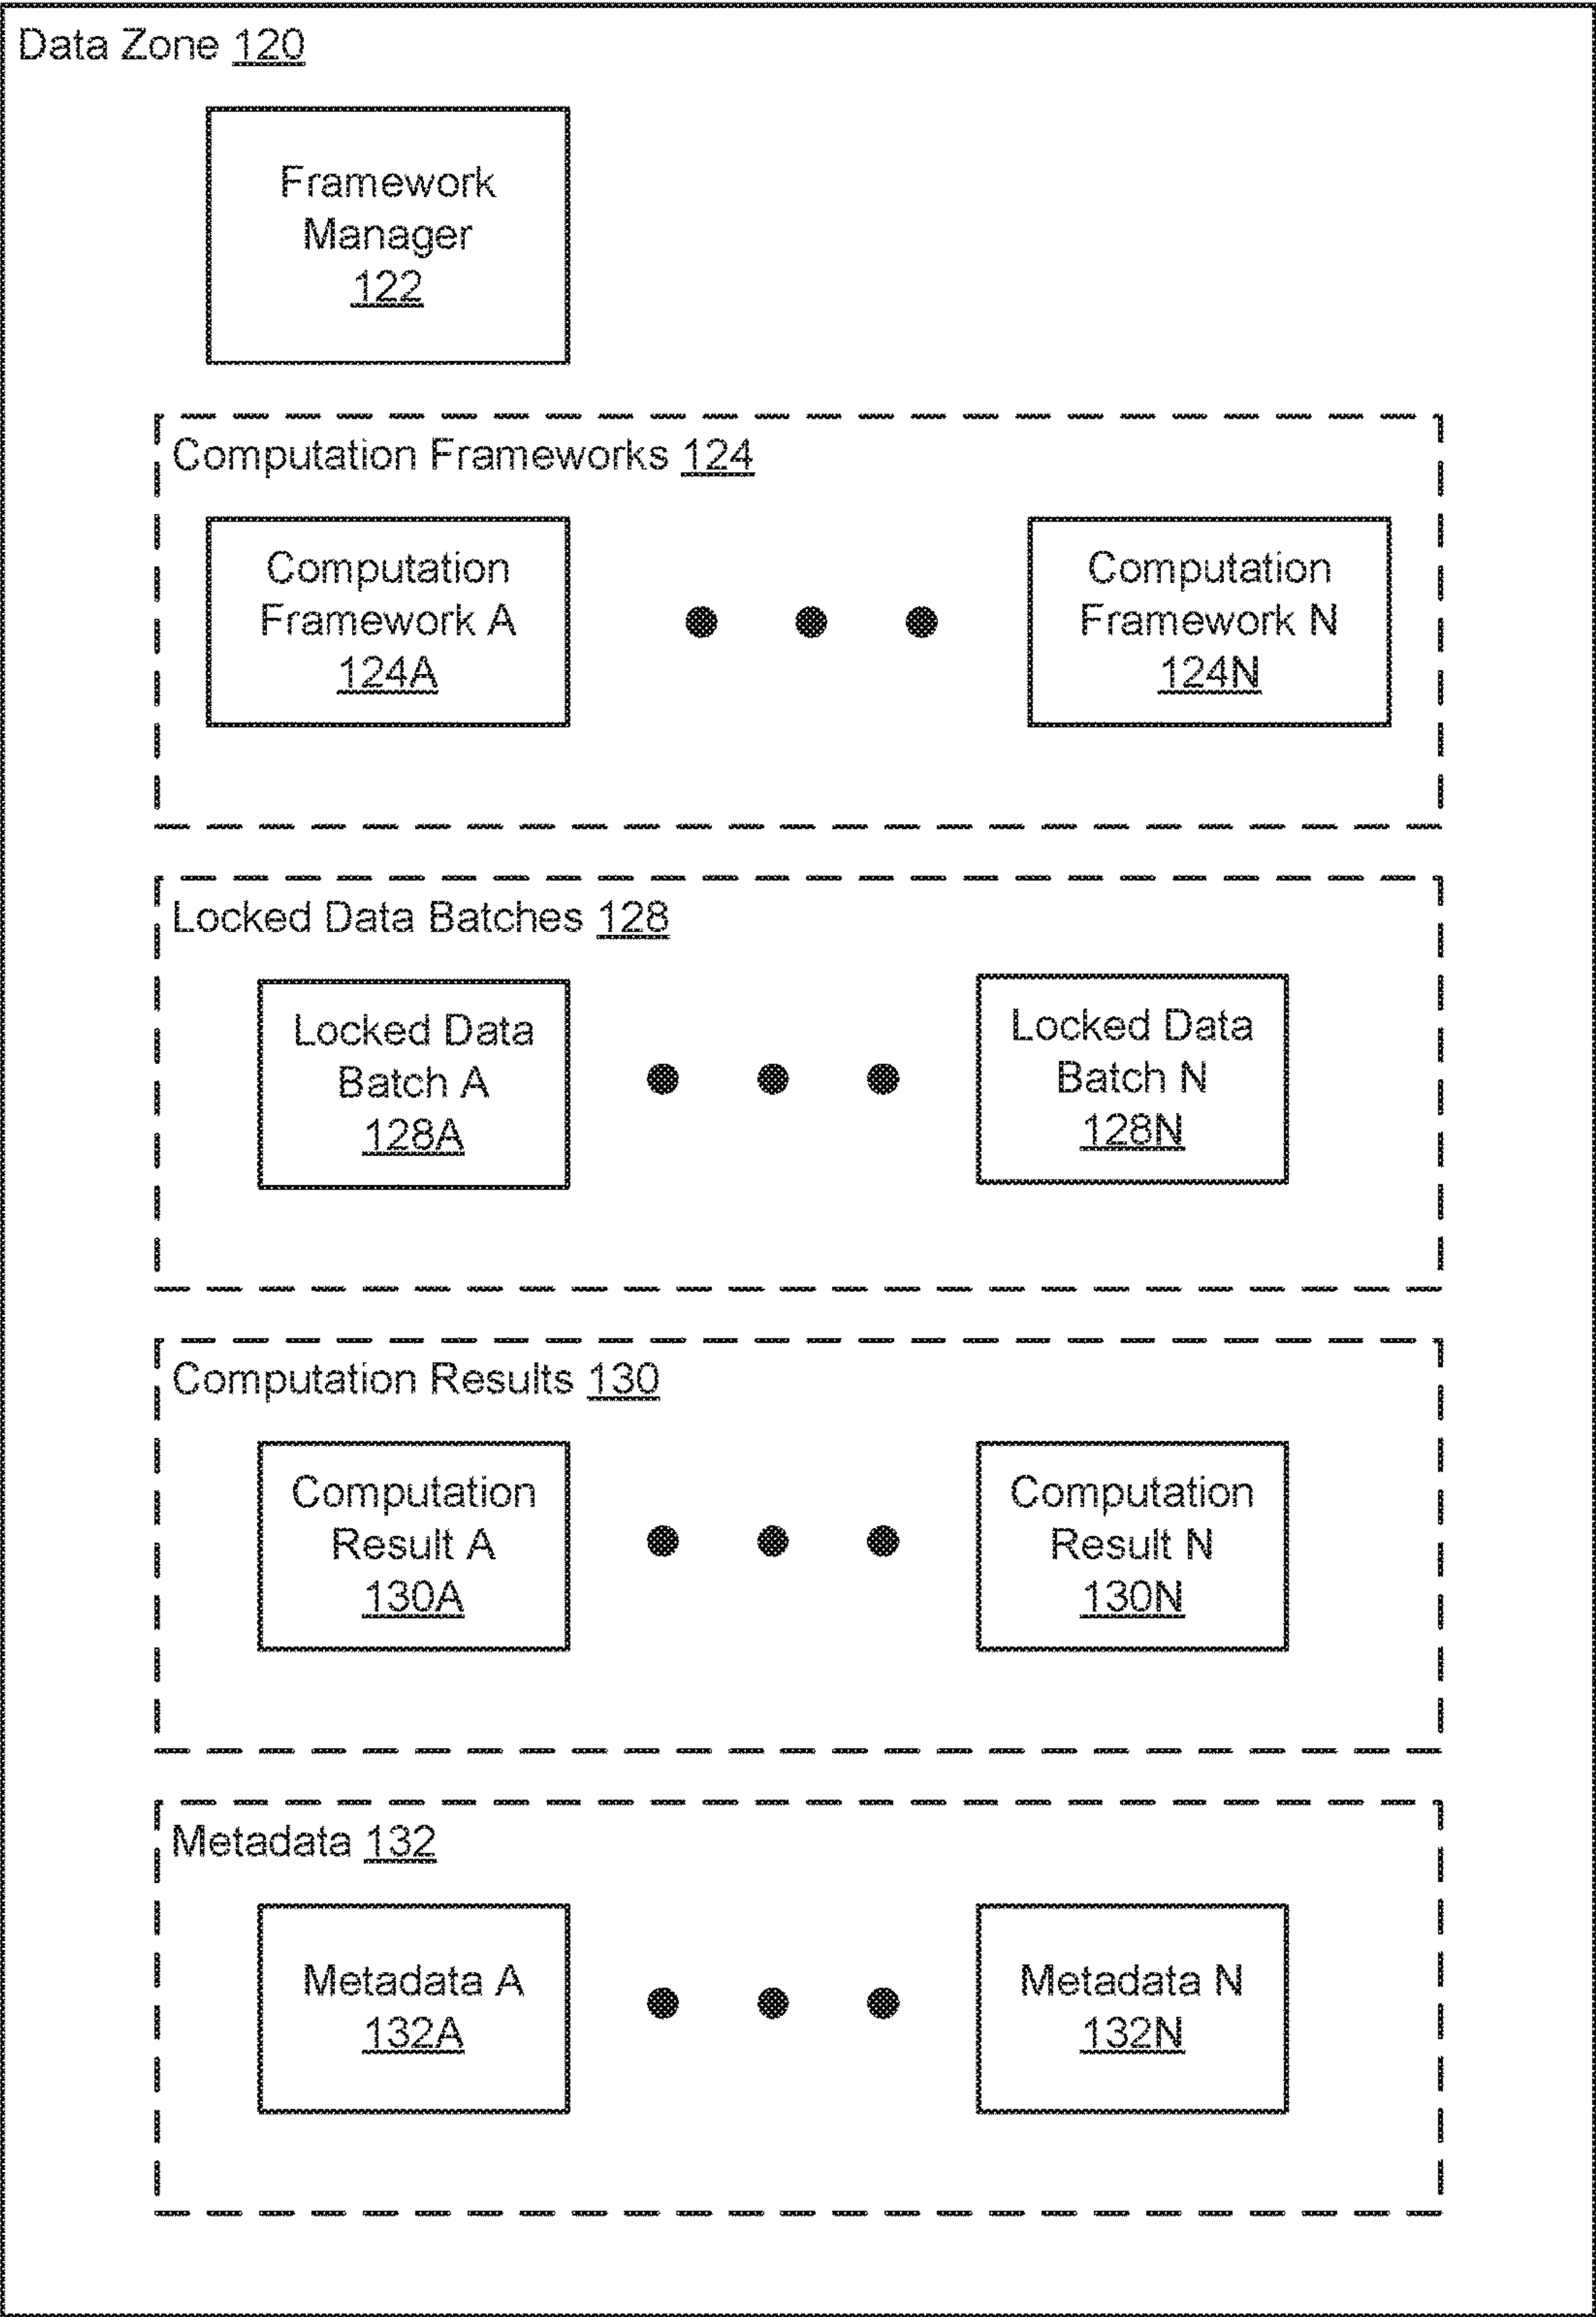 Data Zone 120
Framework
Manager
122
Computation Frameworks 124
Computation
Framework A
124A
Computation
Framework N
124N
Locked Data Batches 128
Locked Data
Batch A
128A
Locked Data
Batch N
128N
Computation Results 130
Computation
Result A
130A
Computation
Result N
130N
Metadata 132
Metadata A
132A
Metadata N
132N